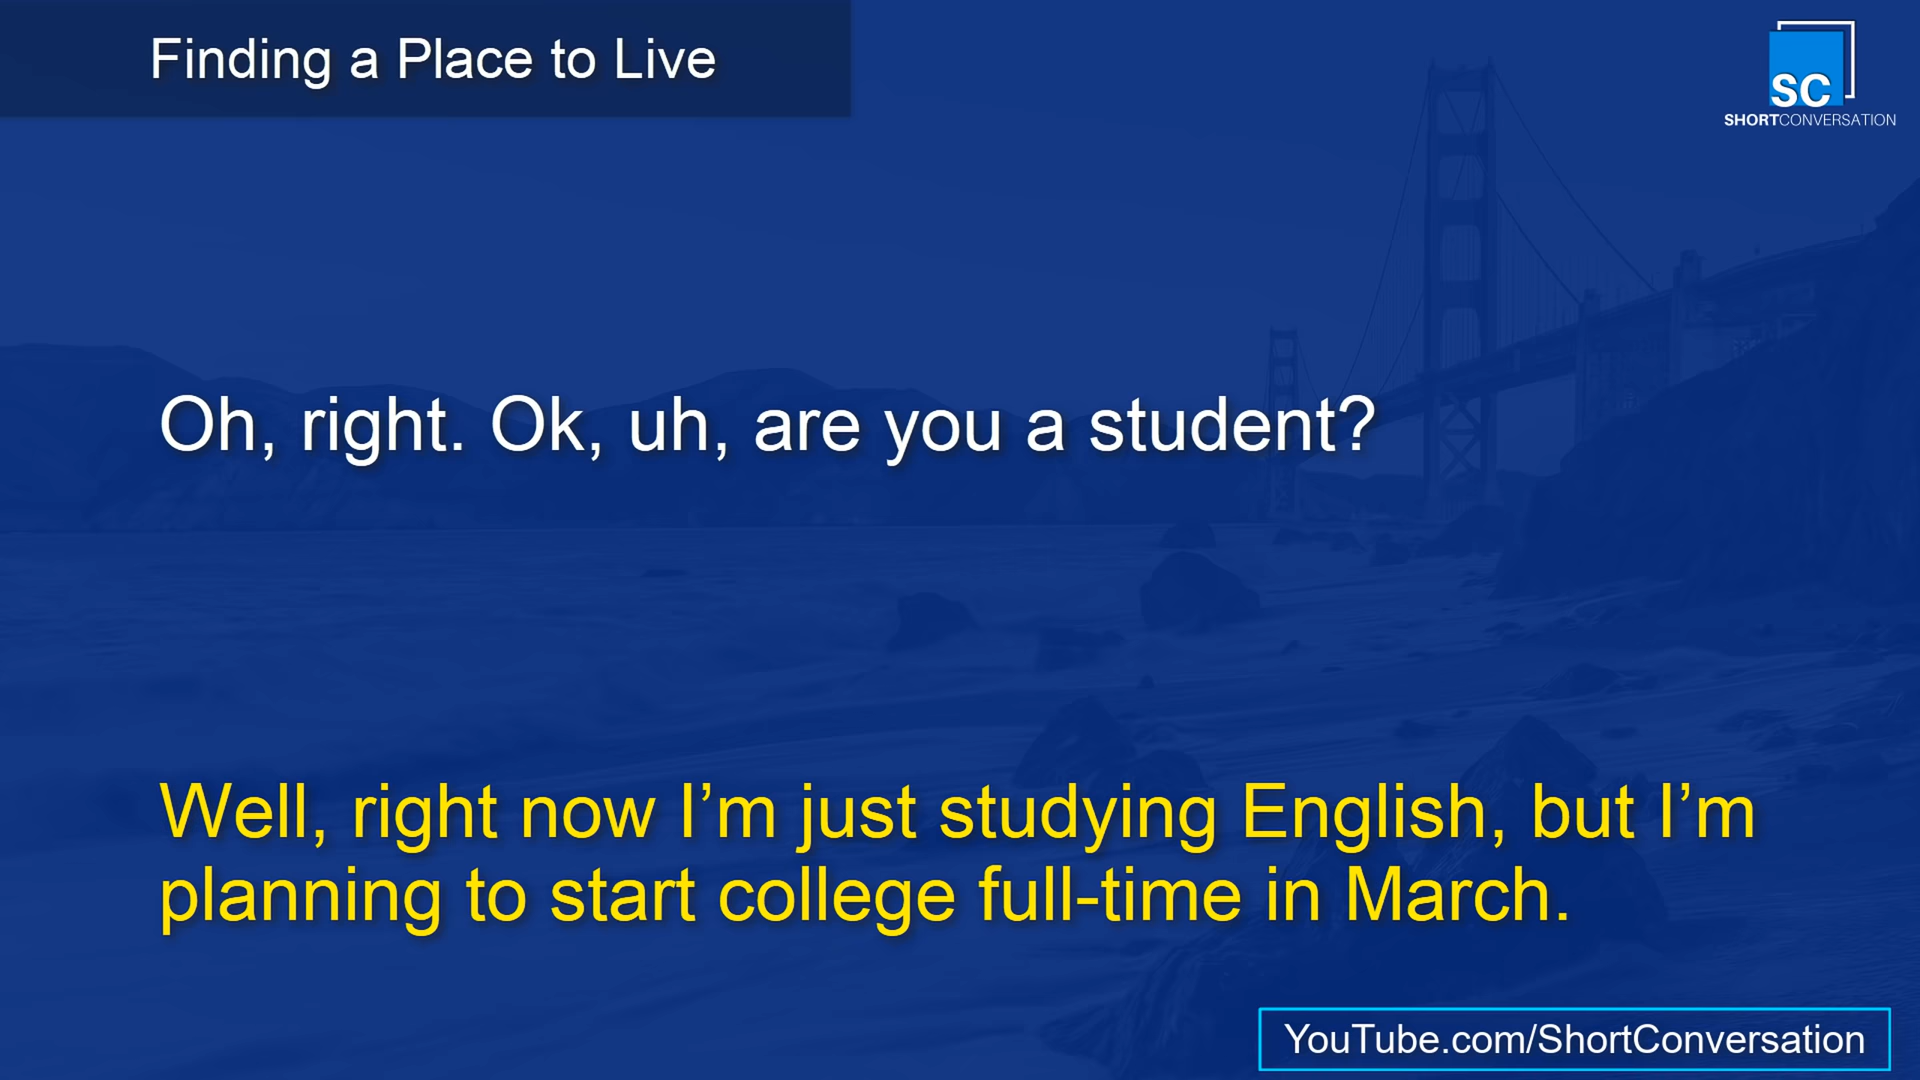 Finding a Place to Live
SC
SHORTCONVERSATION
Oh, right. Ok, uh, are you a student?
Well, right now I’m just studying English, but I’m
planning to start college full-time in March.
YouTube.com/ShortConversation